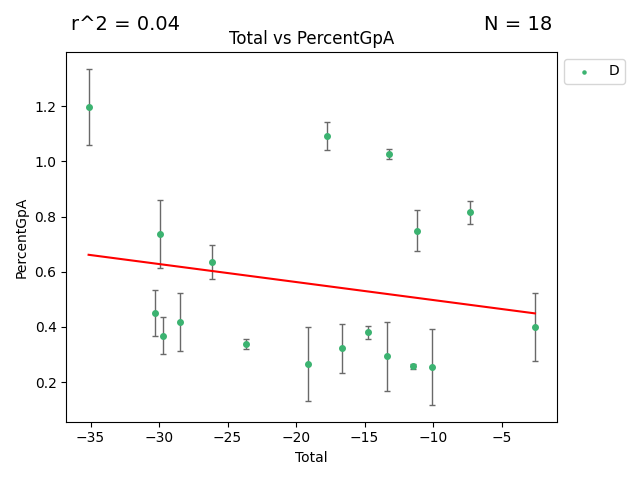 r^2 = 0.04
N = 18
Total vs PercentGpA
D
1.2
1.0
0.8
0.6
0.4
0.2
PercentGpA
−35
−30
−25
−20
−15
−10
−5
Total